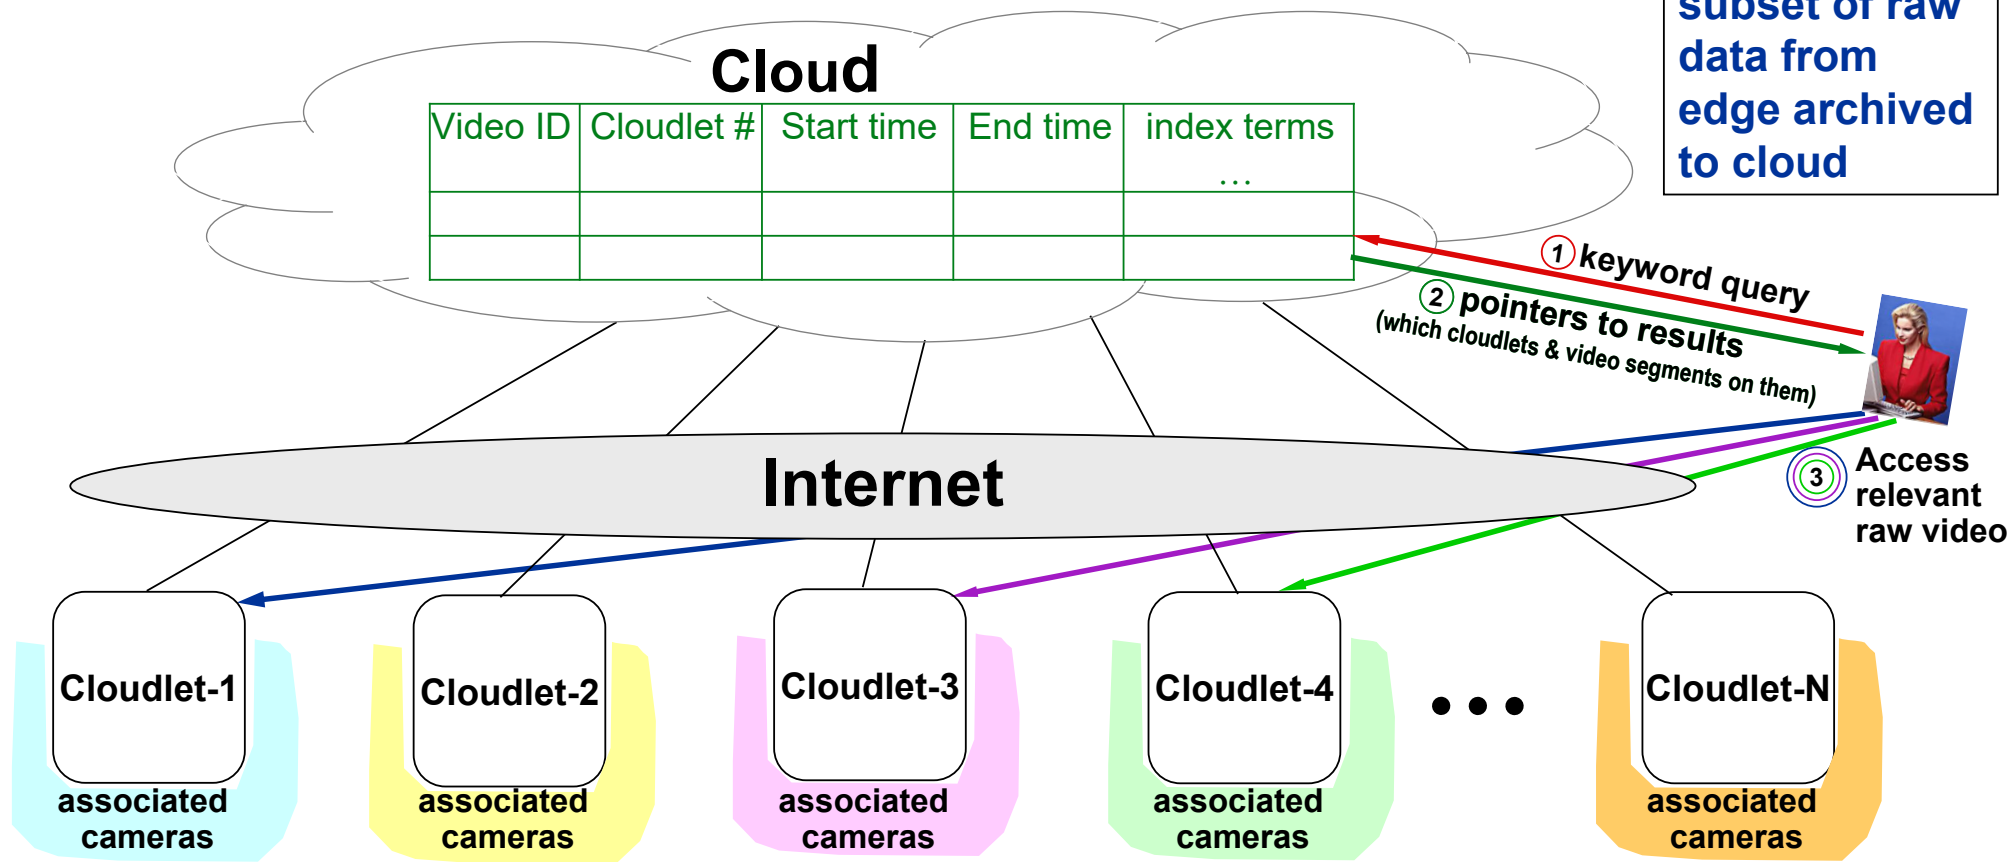 subset of raw
data from
edge archived
to cloud
Cloud
Video ID Cloudlet # Start time End time index terms
…
1 keyword query
2 pointers to results
(which cloudlets & video segments on them)
Internet
3 Access
relevant
raw video
Cloudlet-1
Cloudlet-2
Cloudlet-3
Cloudlet-4
• • •
Cloudlet-N
associated
cameras
associated
cameras
associated
cameras
associated
cameras
associated
cameras